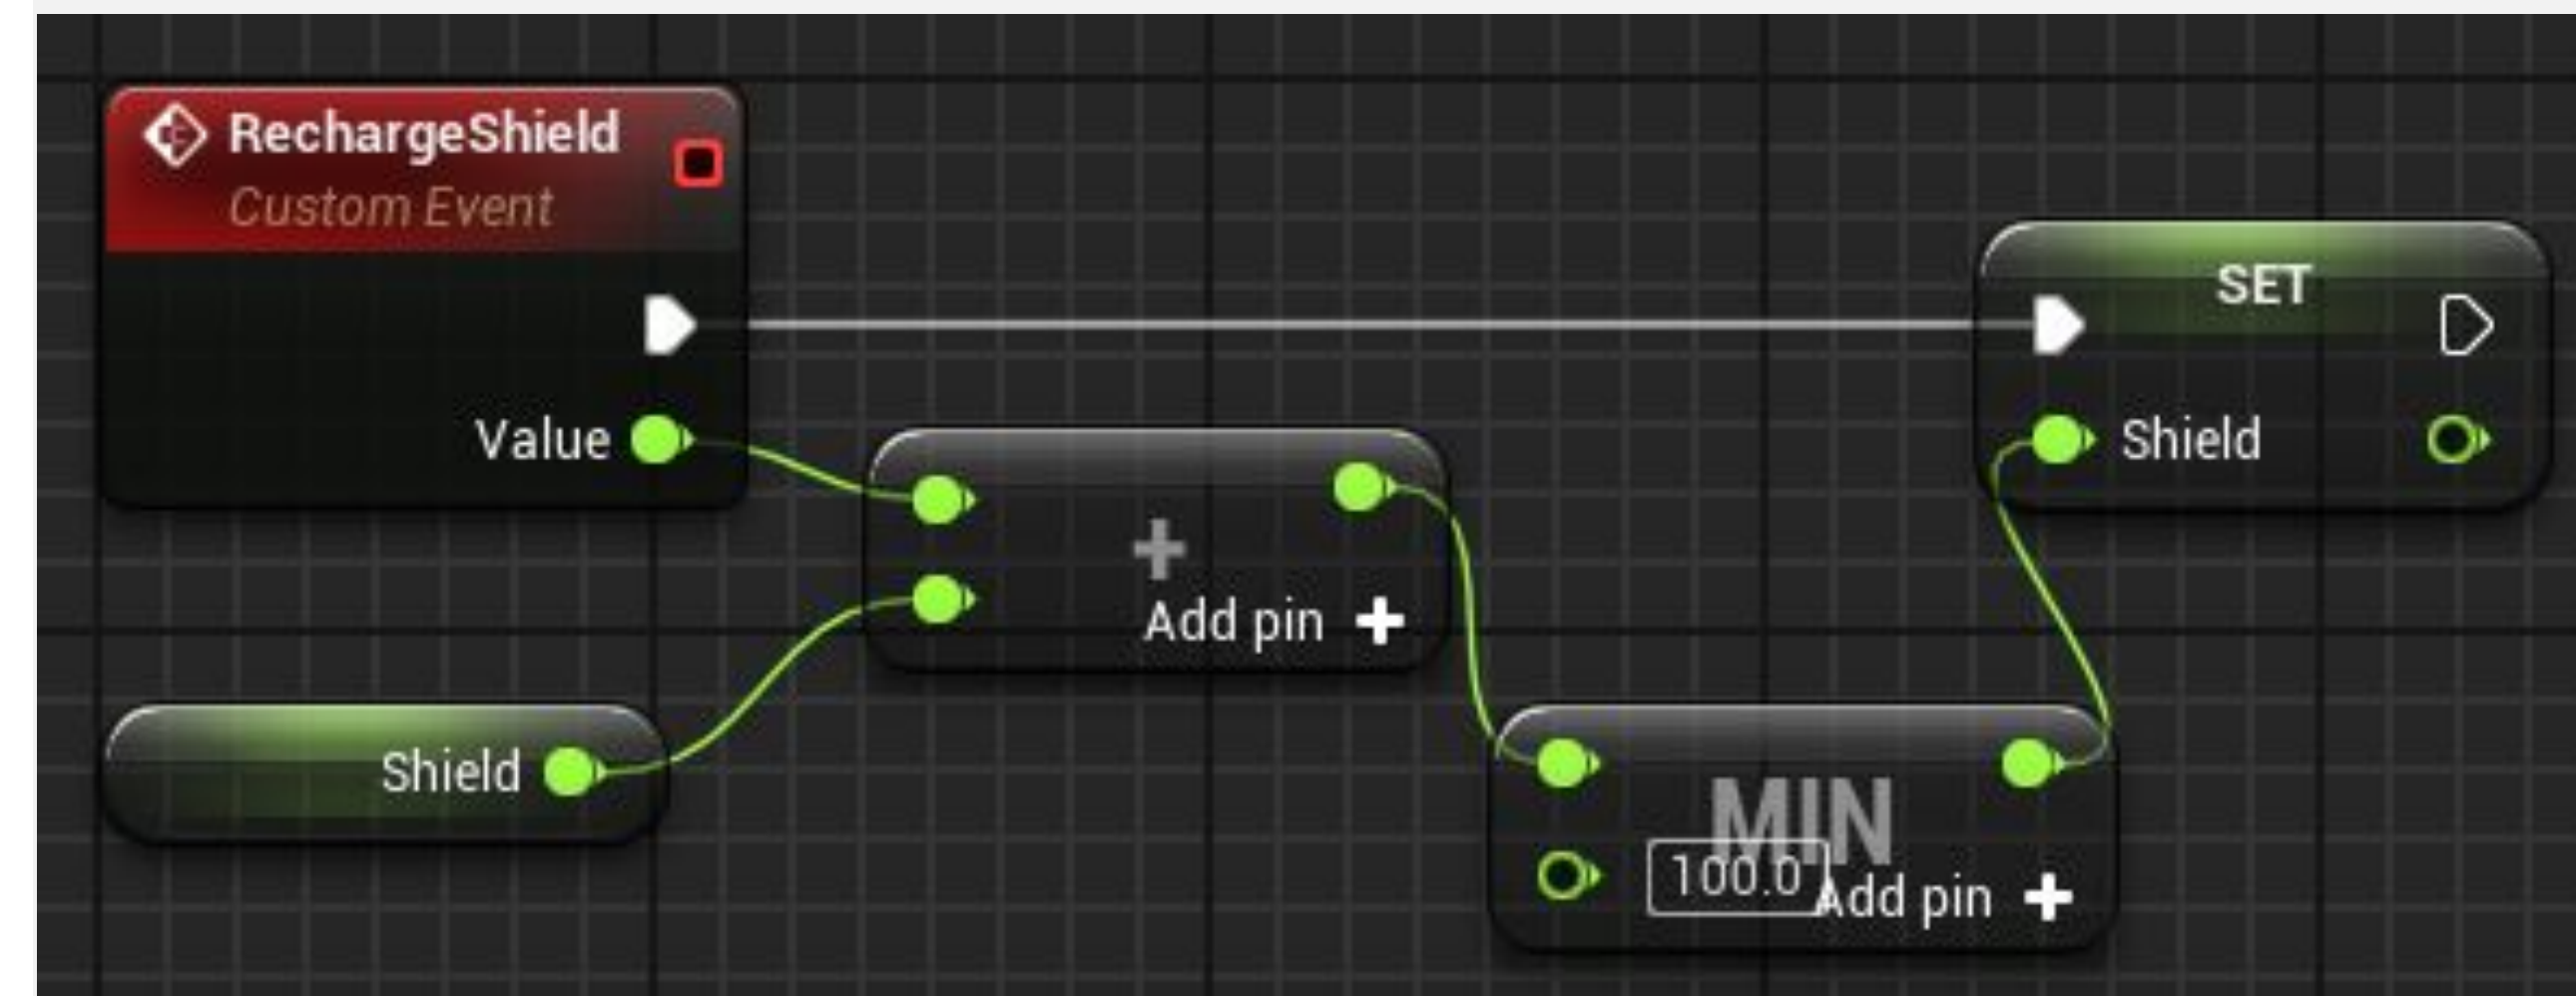 RechargeShield
Custom Event
SET
Value
Shield
+
Add pin +
Shield
MIN
100.0
Add pin +